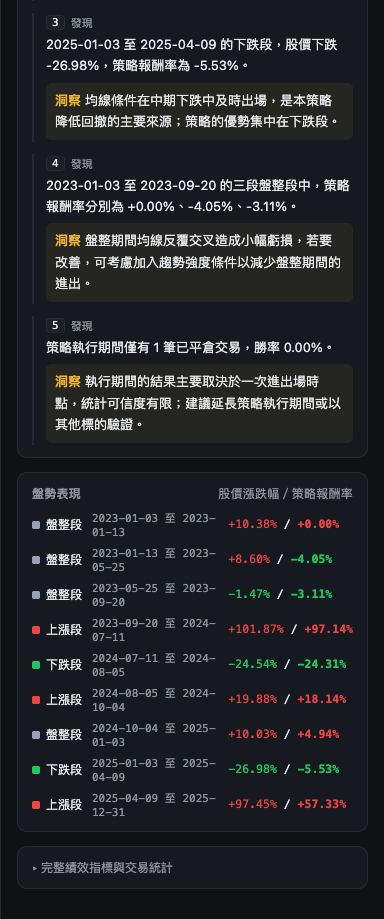 3 發現
2025-01-03 至 2025-04-09 的下跌段，股價下跌
-26.98%，策略報酬率為 -5.53%。
洞察 均線條件在中期下跌中及時出場，是本策略
降低回撤的主要來源；策略的優勢集中在下跌段。
4 發現
2023-01-03 至 2023-09-20 的三段盤整段中，策略
報酬率分別為 +0.00%、-4.05%、-3.11%。
洞察 盤整期間均線反覆交叉造成小幅虧損，若要
改善，可考慮加入趨勢強度條件以減少盤整期間的
進出。
5 發現
策略執行期間僅有 1 筆已平倉交易，勝率 0.00%。
洞察 執行期間的結果主要取決於一次進出場時
點，統計可信度有限；建議延長策略執行期間或以
其他標的驗證。
盤勢表現 股價漲跌幅 / 策略報酬率
盤整段 2023-01-03 至 2023-
01-13 +10.38% / +0.00%
盤整段 2023-01-13 至 2023-
05-25 +8.60% / -4.05%
盤整段 2023-05-25 至 2023-
09-20 -1.47% / -3.11%
上漲段 2023-09-20 至 2024-
07-11 +101.87% / +97.14%
下跌段 2024-07-11 至 2024-
08-05 -24.54% / -24.31%
上漲段 2024-08-05 至 2024-
10-04 +19.88% / +18.14%
盤整段 2024-10-04 至 2025-
01-03 +10.03% / +4.94%
下跌段 2025-01-03 至 2025-
04-09 -26.98% / -5.53%
上漲段 2025-04-09 至 2025-
12-31 +97.45% / +57.33%
▸ 完整績效指標與交易統計